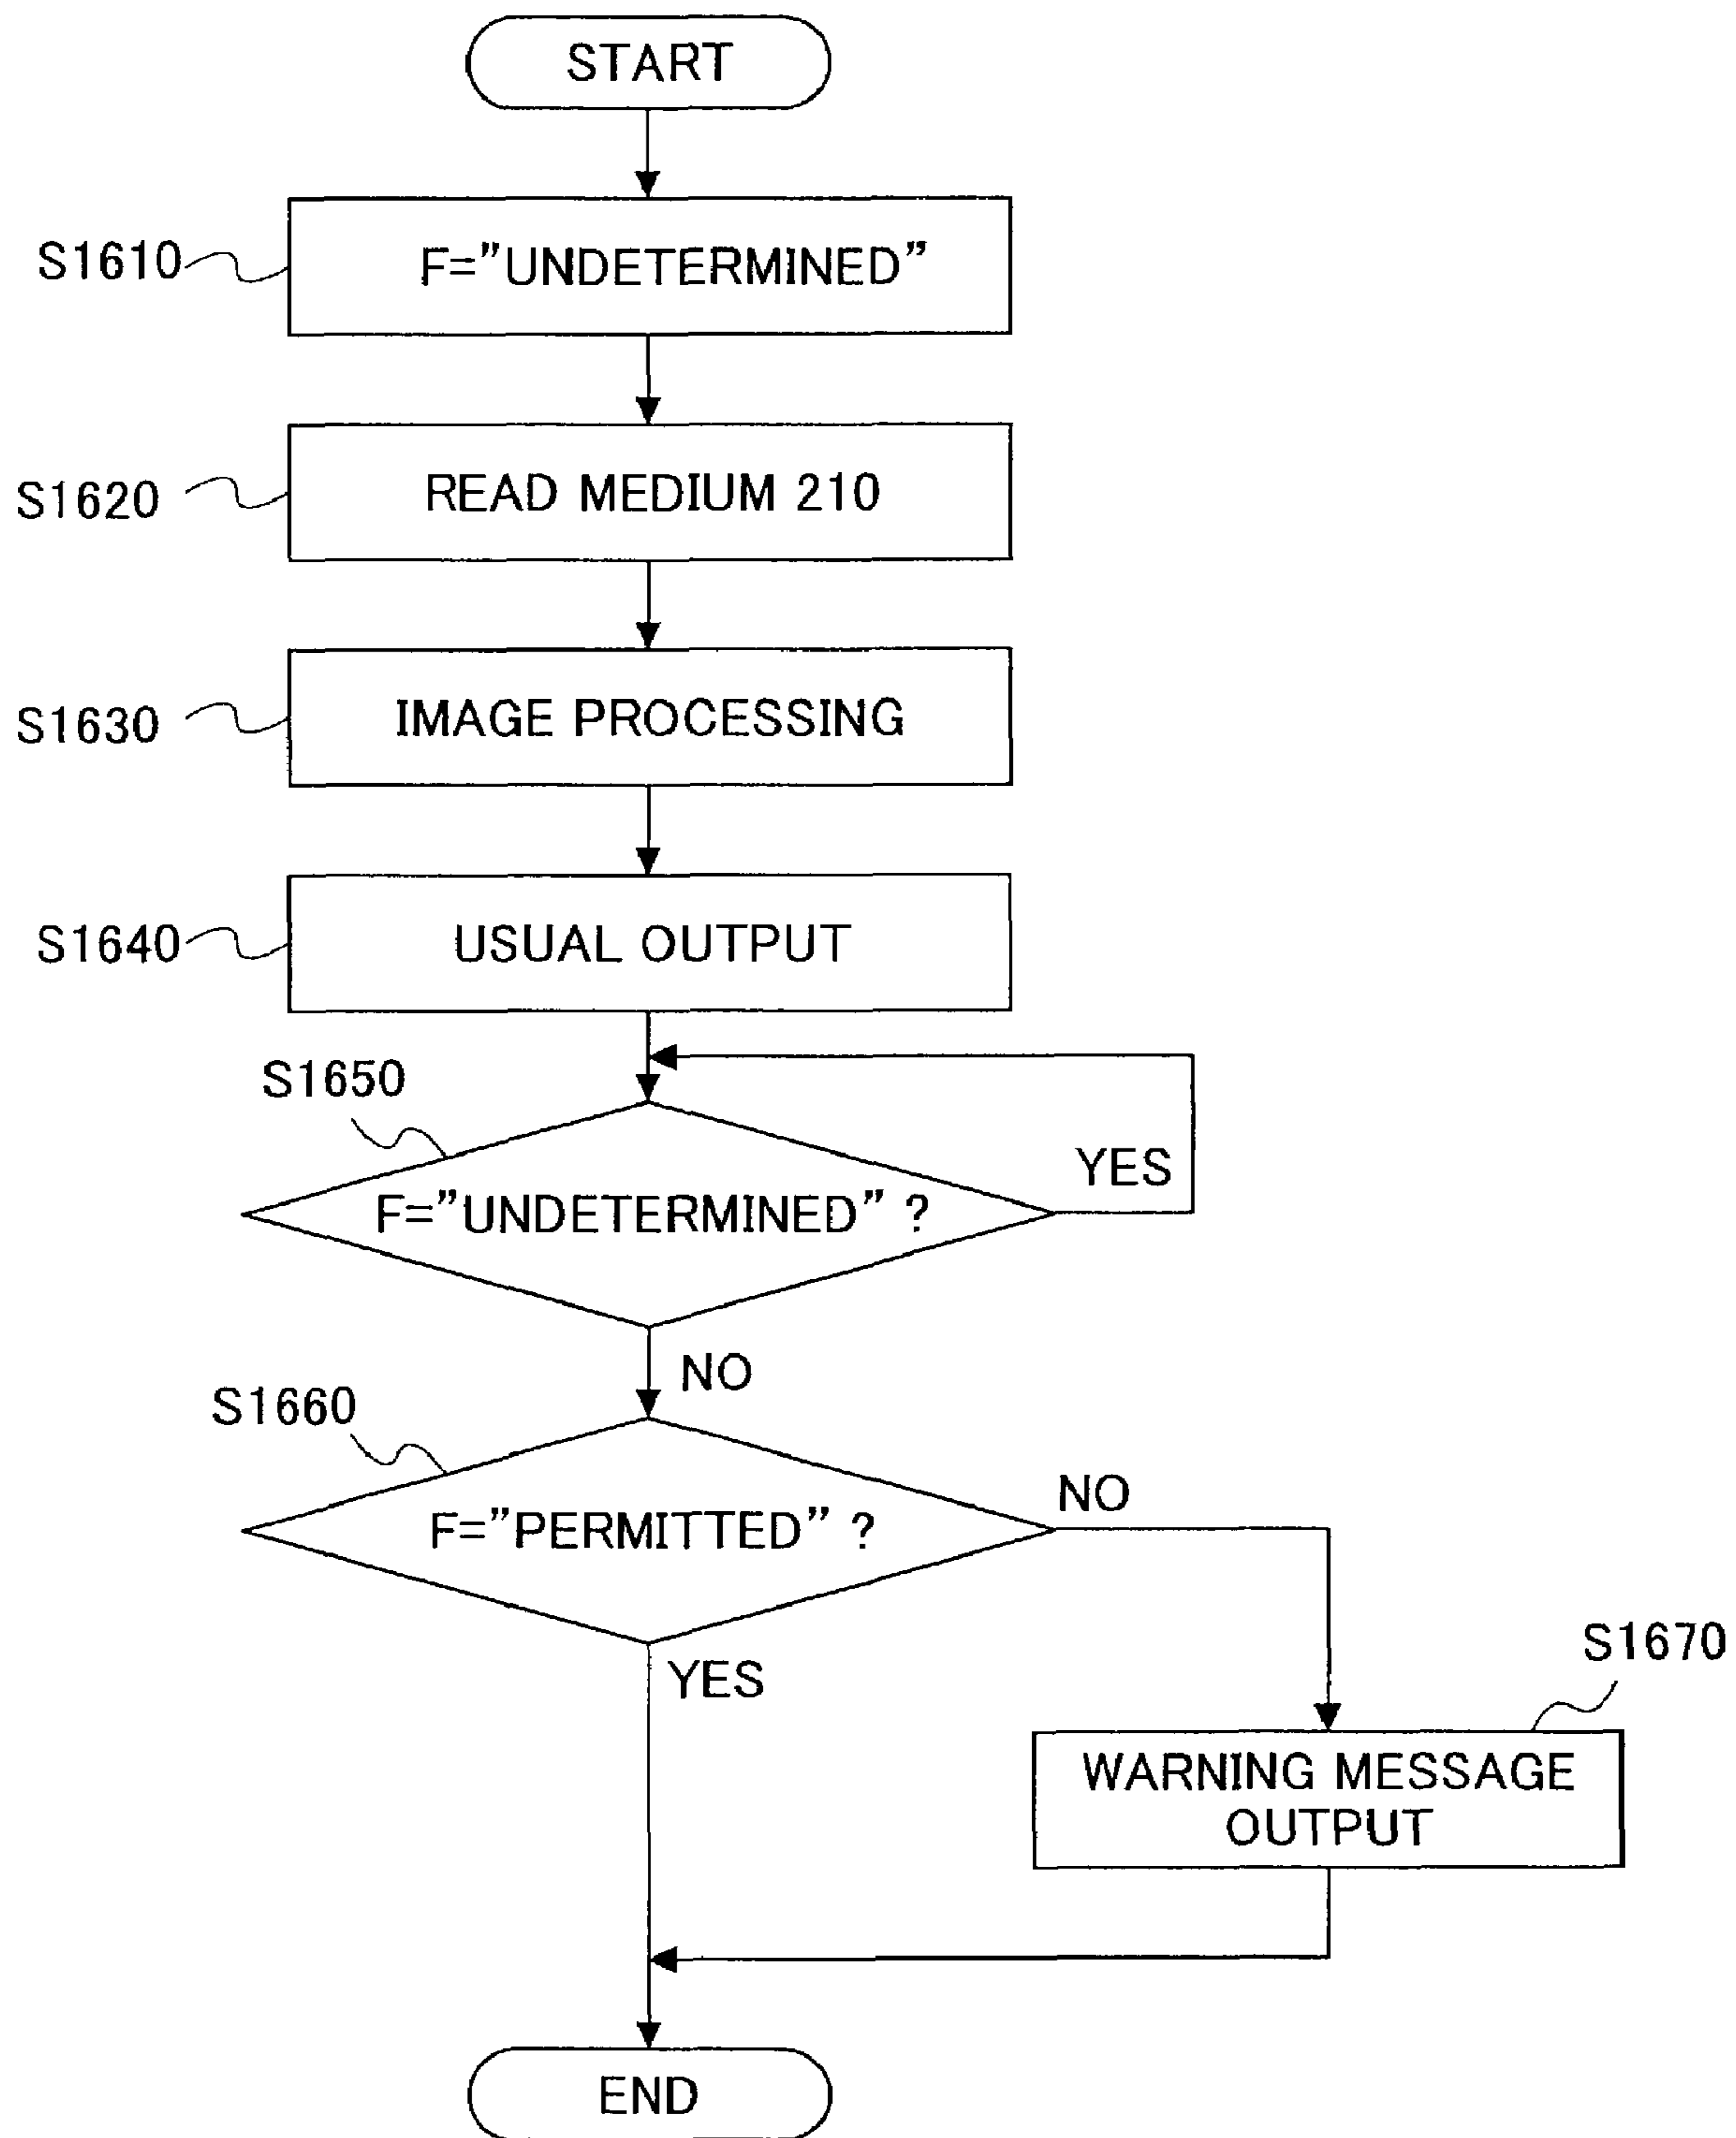 START
S1610
F="UNDETERMINED"
S1620
READ MEDIUM 210
S1630
IMAGE PROCESSING
S1640
USUAL OUTPUT
S1650
YES
F="UNDETERMINED" ?
NO
S1660
NO
F="PERMITTED" ?
YES
S1670
WARNING MESSAGE
OUTPUT
END